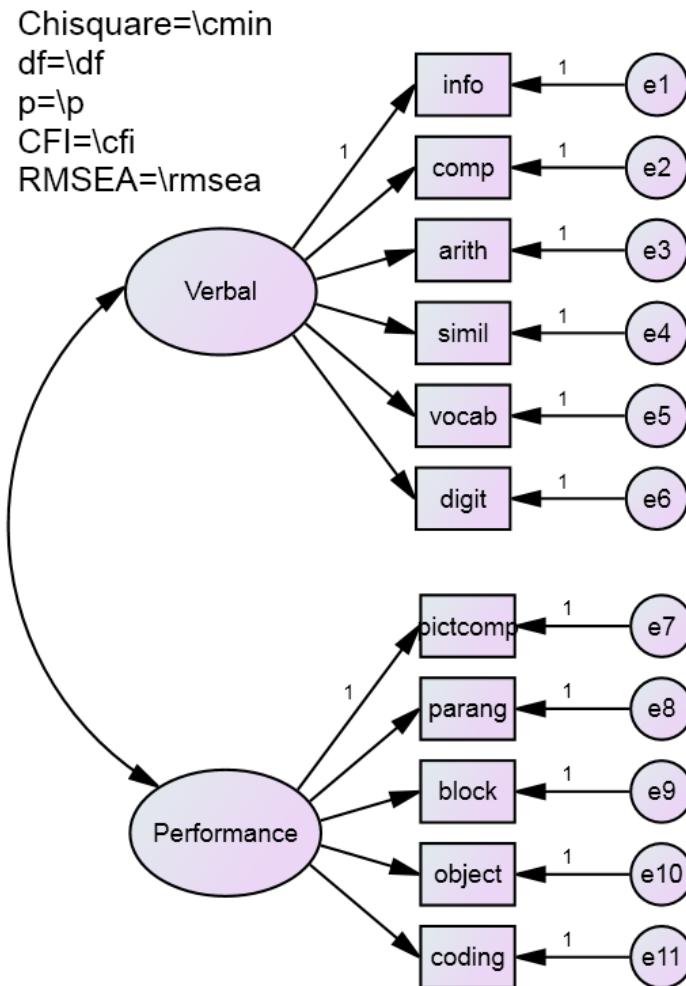 Chisquare=\cmin
df=\df
p=\p
CFI=\cfi
RMSEA=\rmsea
info
1
e1
1
comp
1
e2
arith
1
e3
Verbal
simil
1
e4
vocab
1
e5
digit
1
e6
pictcomp
1
e7
1
parang
1
e8
block
1
e9
Performance
object
1
e10
coding
1
e11